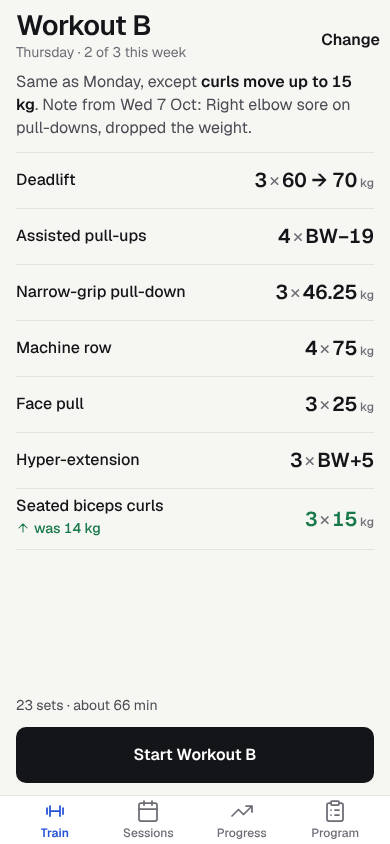 Workout B
Change
Thursday · 2 of 3 this week
Same as Monday, except curls move up to 15
kg. Note from Wed 7 Oct: Right elbow sore on
pull-downs, dropped the weight.
Deadlift 3×60 → 70 kg
Assisted pull-ups 4×BW−19
Narrow-grip pull-down 3×46.25 kg
Machine row 4×75 kg
Face pull 3×25 kg
Hyper-extension 3×BW+5
Seated biceps curls 3×15 kg
↑ was 14 kg
23 sets · about 66 min
Start Workout B
Train Sessions Progress Program